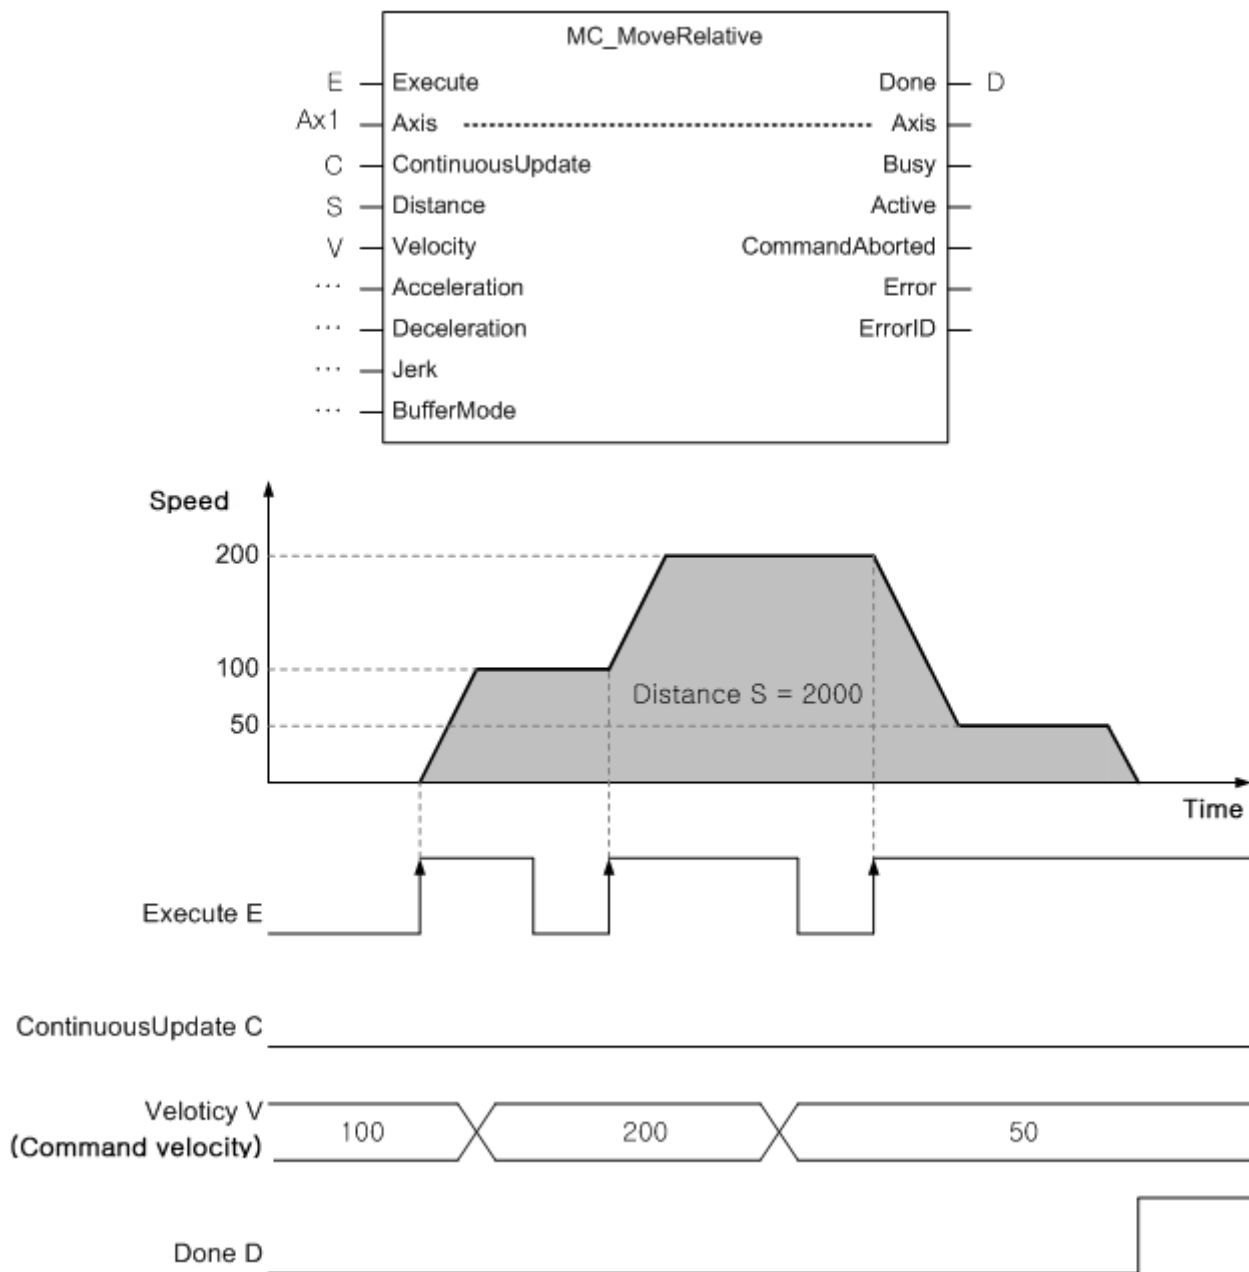 MC_MoveRelative
E Execute Done D
Ax1 Axis Axis
C ContinuousUpdate Busy
S Distance Active
V Velocity CommandAborted
... Acceleration Error
... Deceleration ErrorID
... Jerk
... BufferMode
Speed
200
100
Distance S = 2000
50
Time
Execute E
ContinuousUpdate C
Veloticy V
(Command velocity)
100 200 50
Done D